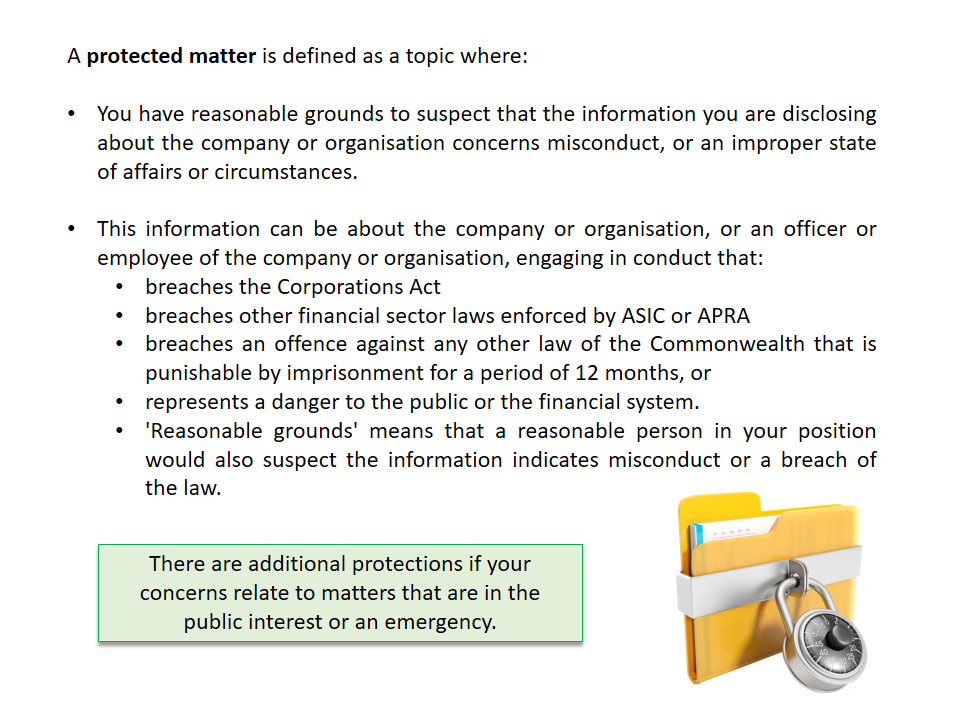 A protected matter is defined as a topic where:
• You have reasonable grounds to suspect that the information you are disclosing
about the company or organisation concerns misconduct, or an improper state
of affairs or circumstances.
• This information can be about the company or organisation, or an officer or
employee of the company or organisation, engaging in conduct that:
• breaches the Corporations Act
• breaches other financial sector laws enforced by ASIC or APRA
• breaches an offence against any other law of the Commonwealth that is
punishable by imprisonment for a period of 12 months, or
• represents a danger to the public or the financial system.
• 'Reasonable grounds' means that a reasonable person in your position
would also suspect the information indicates misconduct or a breach of
the law.
There are additional protections if your
concerns relate to matters that are in the
public interest or an emergency.